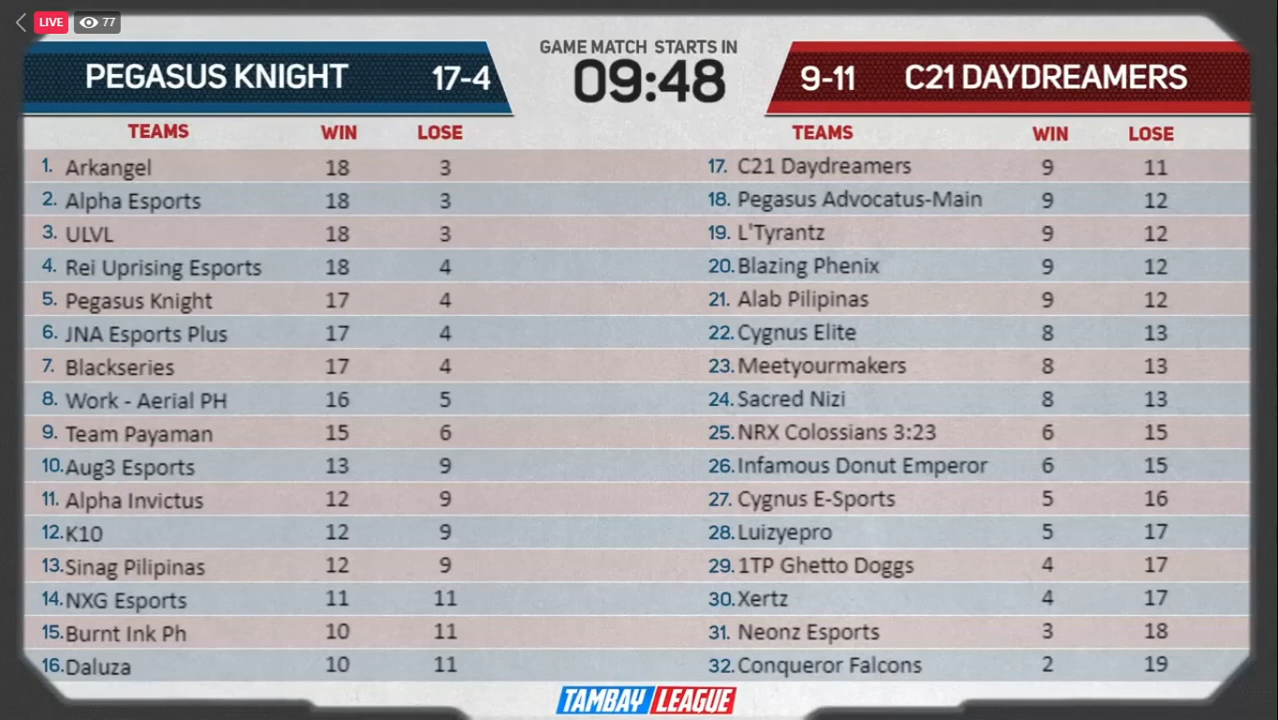 LIVE 77
GAME MATCH STARTS IN
PEGASUS KNIGHT 17-4 09:48 9-11 C21 DAYDREAMERS
TEAMS WIN LOSE TEAMS WIN LOSE
1. Arkangel 18 3 17. C21 Daydreamers 9 11
2. Alpha Esports 18 3 18. Pegasus Advocatus-Main 9 12
3. ULVL 18 3 19. L'Tyrantz 9 12
4. Rei Uprising Esports 18 4 20. Blazing Phenix 9 12
5. Pegasus Knight 17 4 21. Alab Pilipinas 9 12
6. JNA Esports Plus 17 4 22. Cygnus Elite 8 13
7. Blackseries 17 4 23. Meetyourmakers 8 13
8. Work - Aerial PH 16 5 24. Sacred Nizi 8 13
9. Team Payaman 15 6 25. NRX Colossians 3:23 6 15
10. Aug3 Esports 13 9 26. Infamous Donut Emperor 6 15
11. Alpha Invictus 12 9 27. Cygnus E-Sports 5 16
12. K10 12 9 28. Luizyepro 5 17
13. Sinag Pilipinas 12 9 29. 1TP Ghetto Doggs 4 17
14. NXG Esports 11 11 30. Xertz 4 17
15. Burnt Ink Ph 10 11 31. Neonz Esports 3 18
16. Daluza 10 11 32. Conqueror Falcons 2 19
TAMBAY LEAGUE